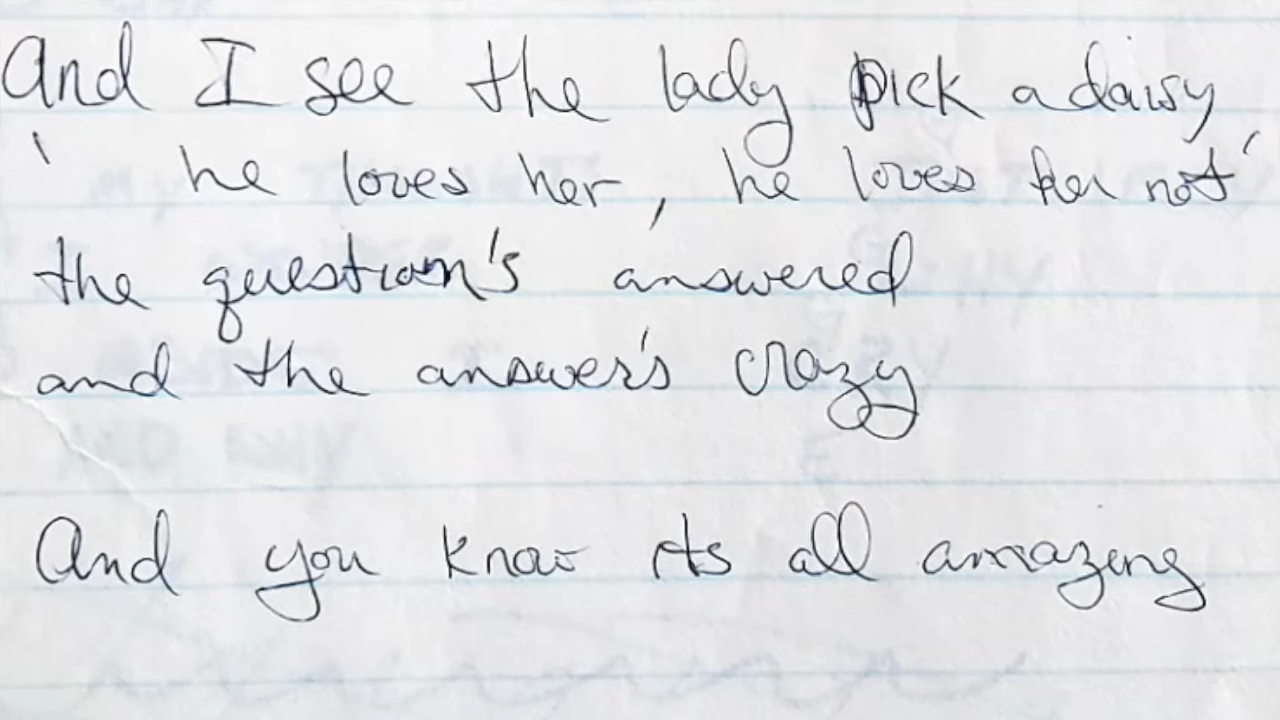 And I see the lady pick a daisy
' he loves her, he loves her not '
the question's answered
and the answer's crazy
And you know its all amazing